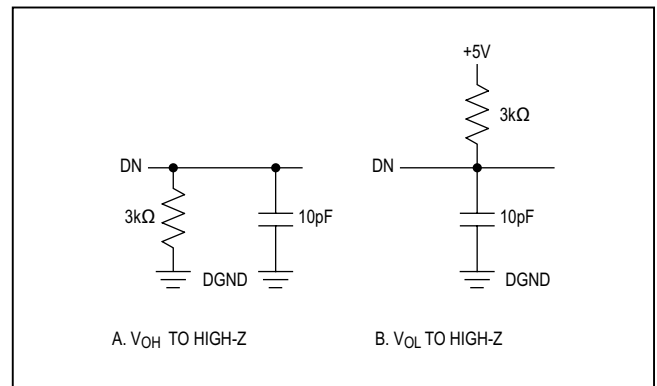 +5V
3kΩ
DN
DN
3kΩ
10pF
10pF
DGND
DGND
A. VOH TO HIGH-Z
B. VOL TO HIGH-Z